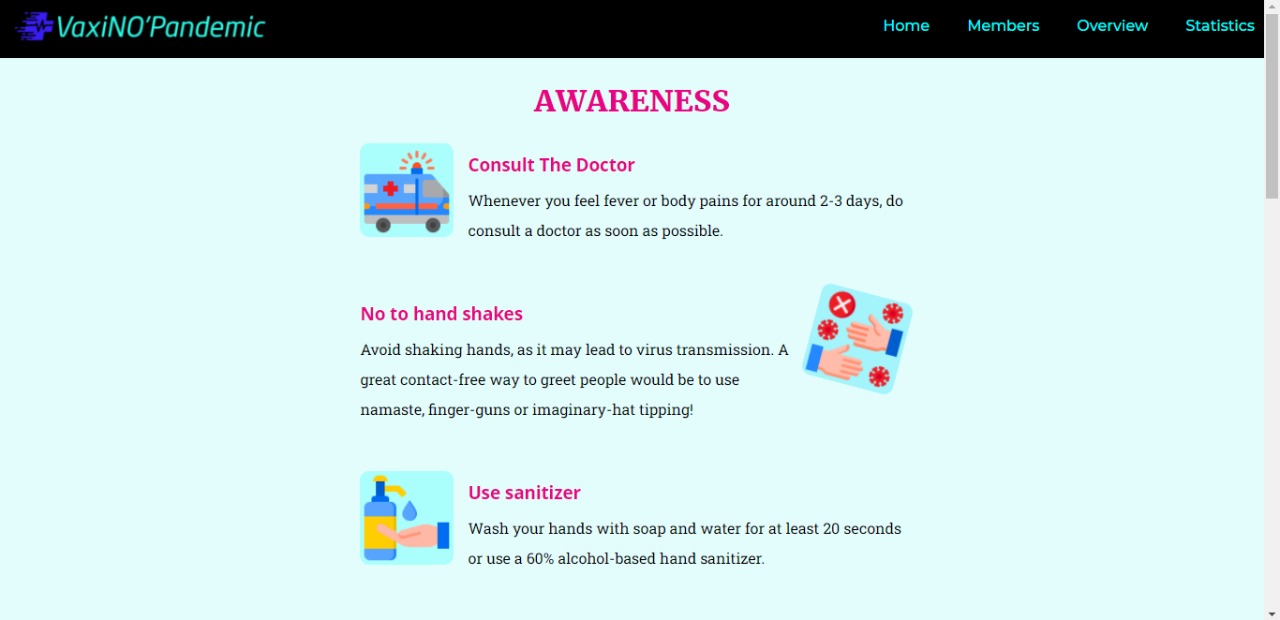 VaxiNO'Pandemic
Home Members Overview Statistics
AWARENESS
Consult The Doctor
Whenever you feel fever or body pains for around 2-3 days, do
consult a doctor as soon as possible.
No to hand shakes
Avoid shaking hands, as it may lead to virus transmission. A
great contact-free way to greet people would be to use
namaste, finger-guns or imaginary-hat tipping!
Use sanitizer
Wash your hands with soap and water for at least 20 seconds
or use a 60% alcohol-based hand sanitizer.